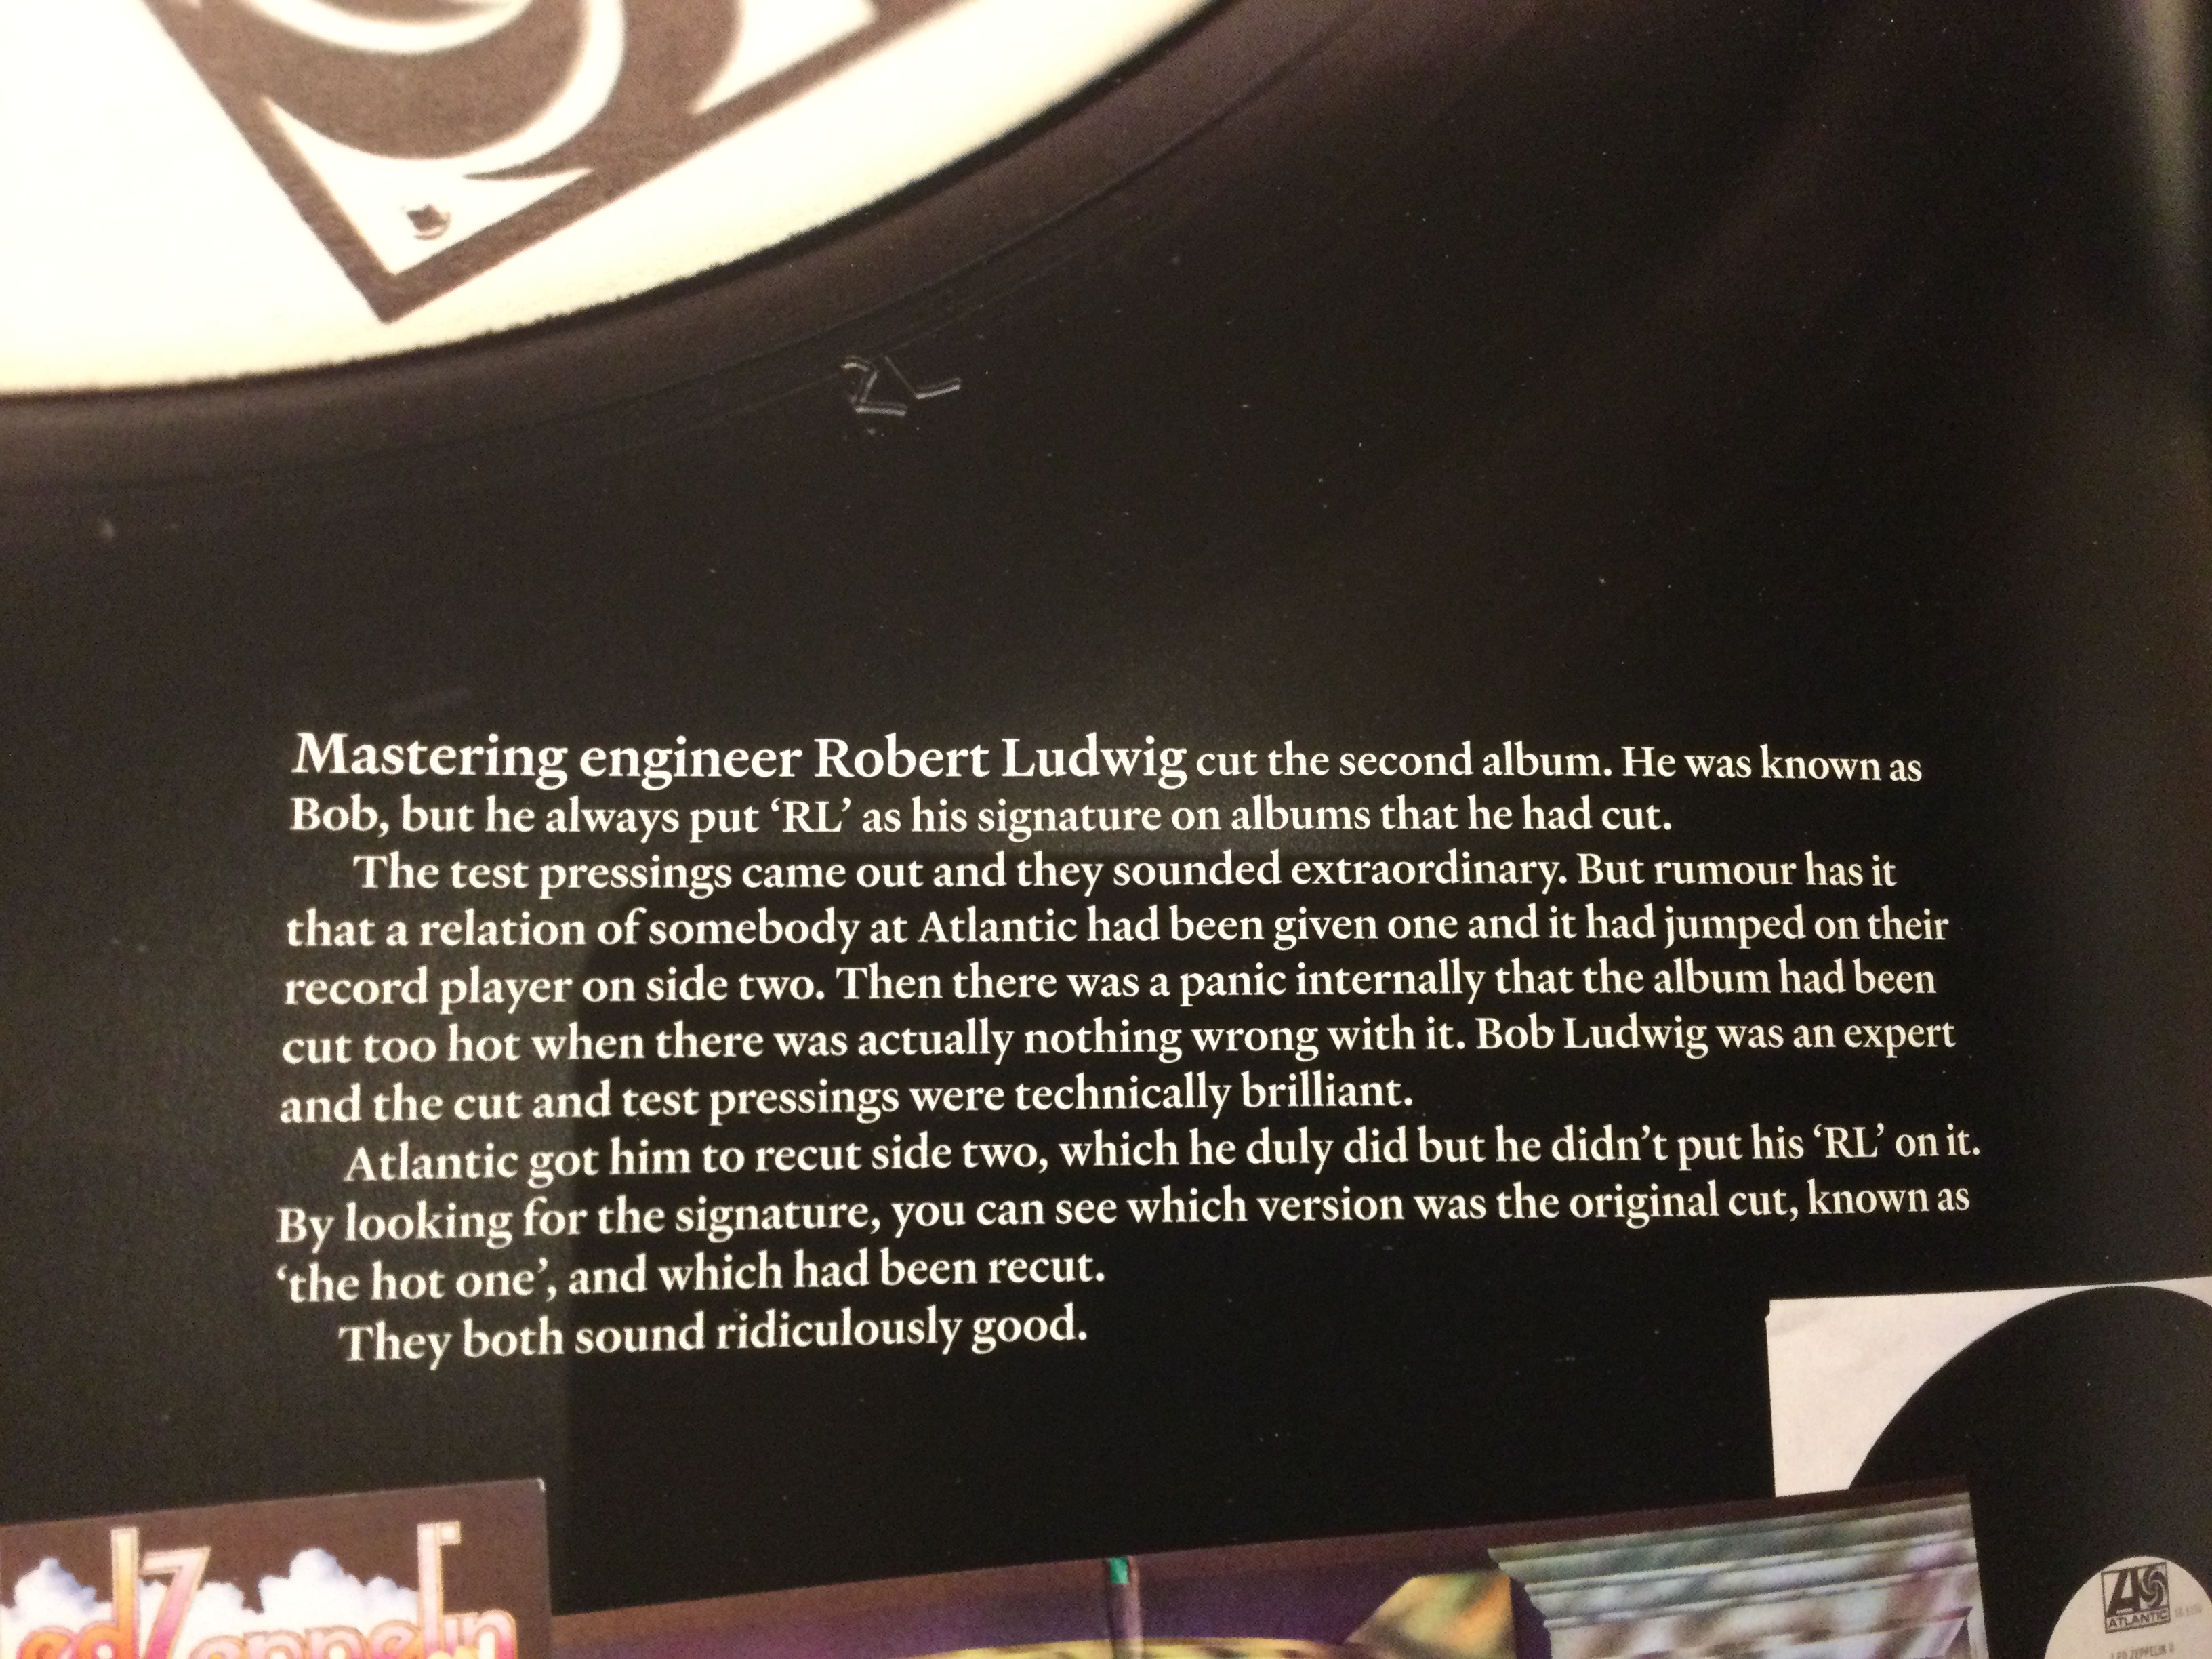 RL
Mastering engineer Robert Ludwig cut the second album. He was known as
Bob, but he always put ‘RL’ as his signature on albums that he had cut.
The test pressings came out and they sounded extraordinary. But rumour has it
that a relation of somebody at Atlantic had been given one and it had jumped on their
record player on side two. Then there was a panic internally that the album had been
cut too hot when there was actually nothing wrong with it. Bob Ludwig was an expert
and the cut and test pressings were technically brilliant.
Atlantic got him to recut side two, which he duly did but he didn’t put his ‘RL’ on it.
By looking for the signature, you can see which version was the original cut, known as
‘the hot one’, and which had been recut.
They both sound ridiculously good.
ed Zeppelin
ATLANTIC
LED ZEPPELIN II